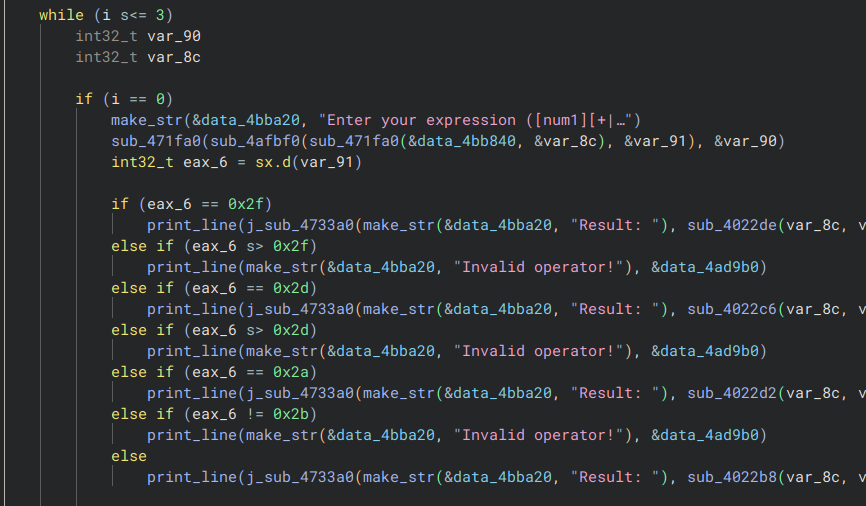 while (i s<= 3)
int32_t var_90
int32_t var_8c
if (i == 0)
make_str(&data_4bba20, "Enter your expression ([num1][+|…")
sub_471fa0(sub_4afbf0(sub_471fa0(&data_4bb840, &var_8c), &var_91), &var_90)
int32_t eax_6 = sx.d(var_91)
if (eax_6 == 0x2f)
print_line(j_sub_4733a0(make_str(&data_4bba20, "Result: "), sub_4022de(var_8c, v
else if (eax_6 s> 0x2f)
print_line(make_str(&data_4bba20, "Invalid operator!"), &data_4ad9b0)
else if (eax_6 == 0x2d)
print_line(j_sub_4733a0(make_str(&data_4bba20, "Result: "), sub_4022c6(var_8c, v
else if (eax_6 s> 0x2d)
print_line(make_str(&data_4bba20, "Invalid operator!"), &data_4ad9b0)
else if (eax_6 == 0x2a)
print_line(j_sub_4733a0(make_str(&data_4bba20, "Result: "), sub_4022d2(var_8c, v
else if (eax_6 != 0x2b)
print_line(make_str(&data_4bba20, "Invalid operator!"), &data_4ad9b0)
else
print_line(j_sub_4733a0(make_str(&data_4bba20, "Result: "), sub_4022b8(var_8c, v